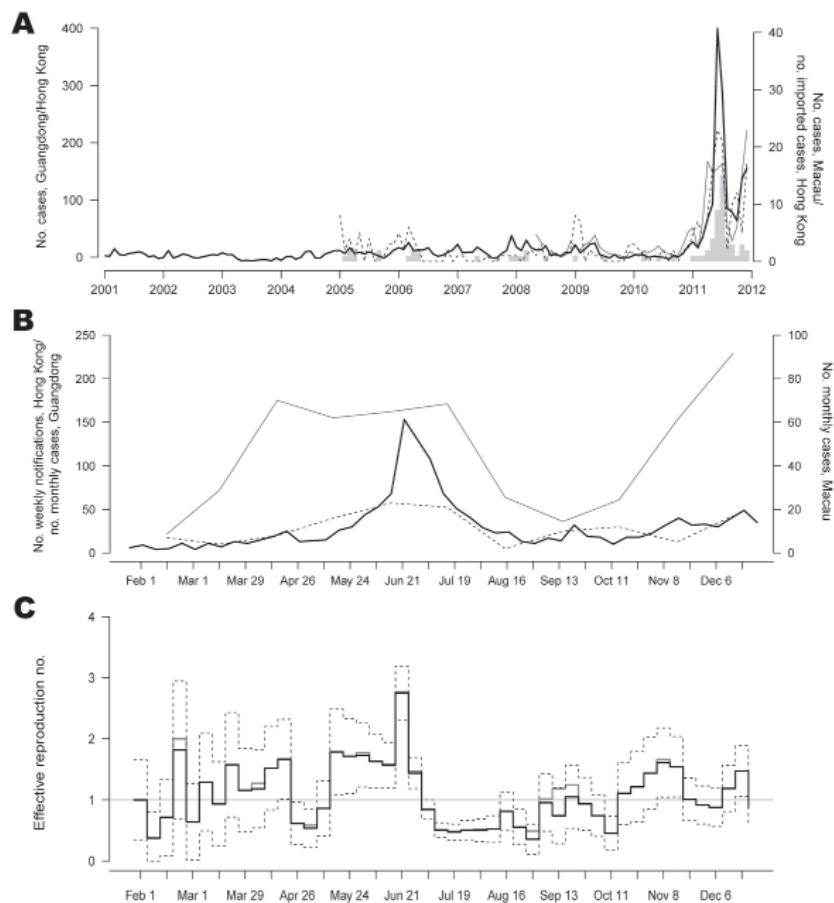 A
No. cases, Guangdong/Hong Kong
400
300
200
100
0
40
30
20
10
0
No. cases, Macau/
no. imported cases, Hong Kong
2001 2002 2003 2004 2005 2006 2007 2008 2009 2010 2011 2012
B
No. weekly notifications, Hong Kong/
no. monthly cases, Guangdong
250
200
150
100
50
0
100
80
60
40
20
0
No. monthly cases, Macau
Feb 1 Mar 1 Mar 29 Apr 26 May 24 Jun 21 Jul 19 Aug 16 Sep 13 Oct 11 Nov 8 Dec 6
C
Effective reproduction no.
4
3
2
1
0
Feb 1 Mar 1 Mar 29 Apr 26 May 24 Jun 21 Jul 19 Aug 16 Sep 13 Oct 11 Nov 8 Dec 6